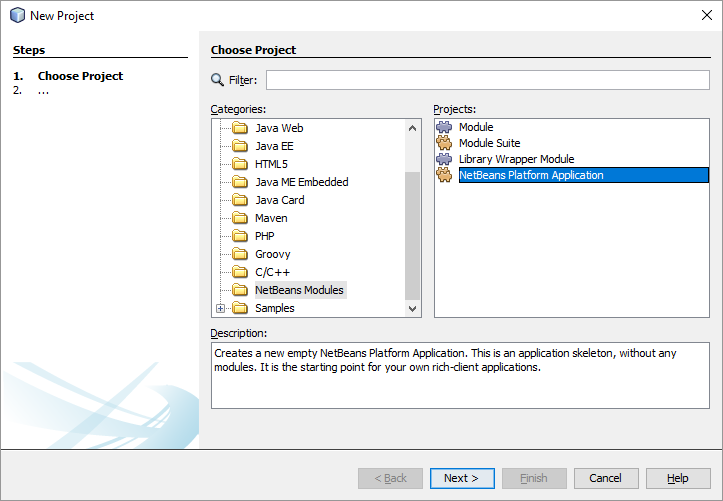 New Project
Steps
1. Choose Project
2. ...
Choose Project
Filter:
Categories:
Java Web
Java EE
HTML5
Java ME Embedded
Java Card
Maven
PHP
Groovy
C/C++
NetBeans Modules
Samples
Projects:
Module
Module Suite
Library Wrapper Module
NetBeans Platform Application
Description:
Creates a new empty NetBeans Platform Application. This is an application skeleton, without any
modules. It is the starting point for your own rich-client applications.
< Back
Next >
Finish
Cancel
Help